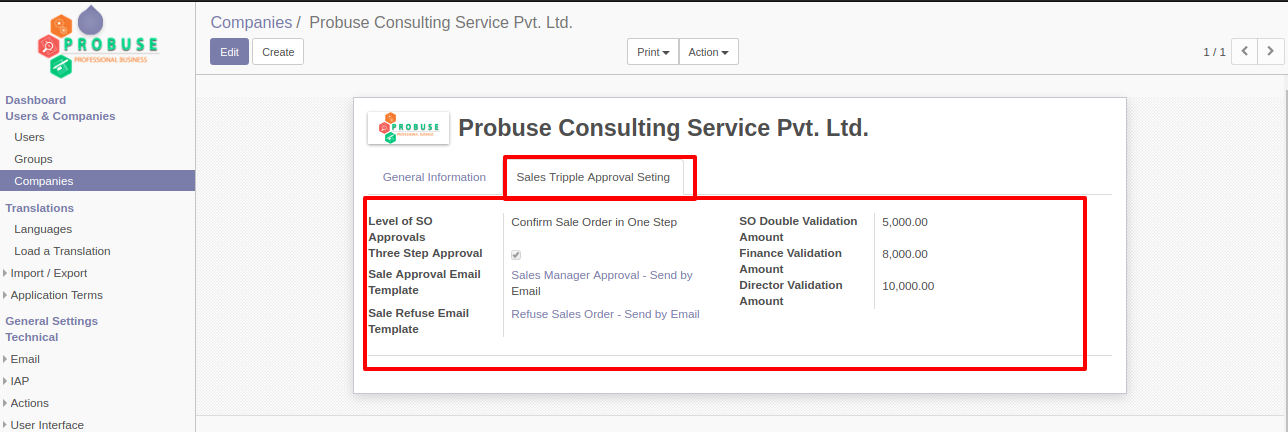 PROBUSE
PROFESSIONAL BUSINESS
Dashboard
Users & Companies
Users
Groups
Companies
Translations
Languages
Load a Translation
Import / Export
Application Terms
General Settings
Technical
Email
IAP
Actions
User Interface
Companies / Probuse Consulting Service Pvt. Ltd.
Edit Create Print Action 1 / 1
PROBUSE
Probuse Consulting Service Pvt. Ltd.
General Information Sales Tripple Approval Seting
Level of SO
Approvals
Confirm Sale Order in One Step
Three Step Approval
Sale Approval Email
Template
Sales Manager Approval - Send by
Email
Sale Refuse Email
Template
Refuse Sales Order - Send by Email
SO Double Validation
Amount
5,000.00
Finance Validation
Amount
8,000.00
Director Validation
Amount
10,000.00